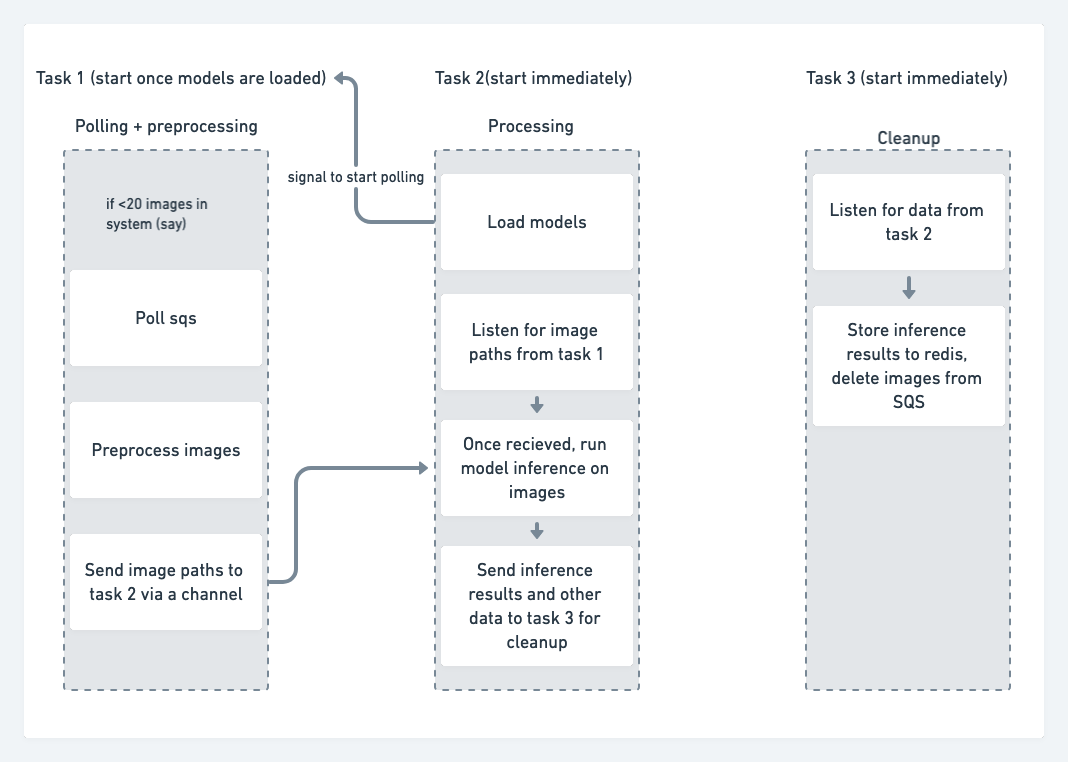 Task 1 (start once models are loaded)
Polling + preprocessing
if <20 images in
system (say)
Poll sqs
Preprocess images
Send image paths to
task 2 via a channel
signal to start polling
Task 2(start immediately)
Processing
Load models
Listen for image
paths from task 1
Once recieved, run
model inference on
images
Send inference
results and other
data to task 3 for
cleanup
Task 3 (start immediately)
Cleanup
Listen for data from
task 2
Store inference
results to redis,
delete images from
SQS